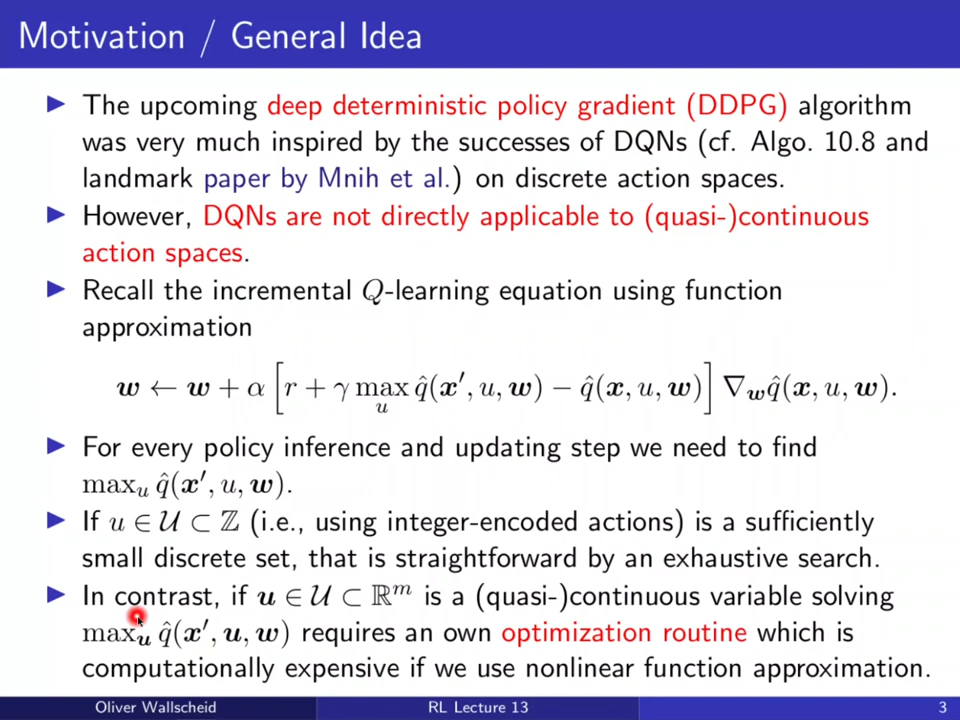 Motivation / General Idea
▶ The upcoming deep deterministic policy gradient (DDPG) algorithm
was very much inspired by the successes of DQNs (cf. Algo. 10.8 and
landmark paper by Mnih et al.) on discrete action spaces.
▶ However, DQNs are not directly applicable to (quasi-)continuous
action spaces.
▶ Recall the incremental Q-learning equation using function
approximation
w ← w + α [r + γ max_u q̂(x′, u, w) − q̂(x, u, w)] ∇_w q̂(x, u, w).
▶ For every policy inference and updating step we need to find
max_u q̂(x′, u, w).
▶ If u ∈ 𝒰 ⊂ ℤ (i.e., using integer-encoded actions) is a sufficiently
small discrete set, that is straightforward by an exhaustive search.
▶ In contrast, if u ∈ 𝒰 ⊂ ℝ^m is a (quasi-)continuous variable solving
max_u q̂(x′, u, w) requires an own optimization routine which is
computationally expensive if we use nonlinear function approximation.
Oliver Wallscheid RL Lecture 13 3